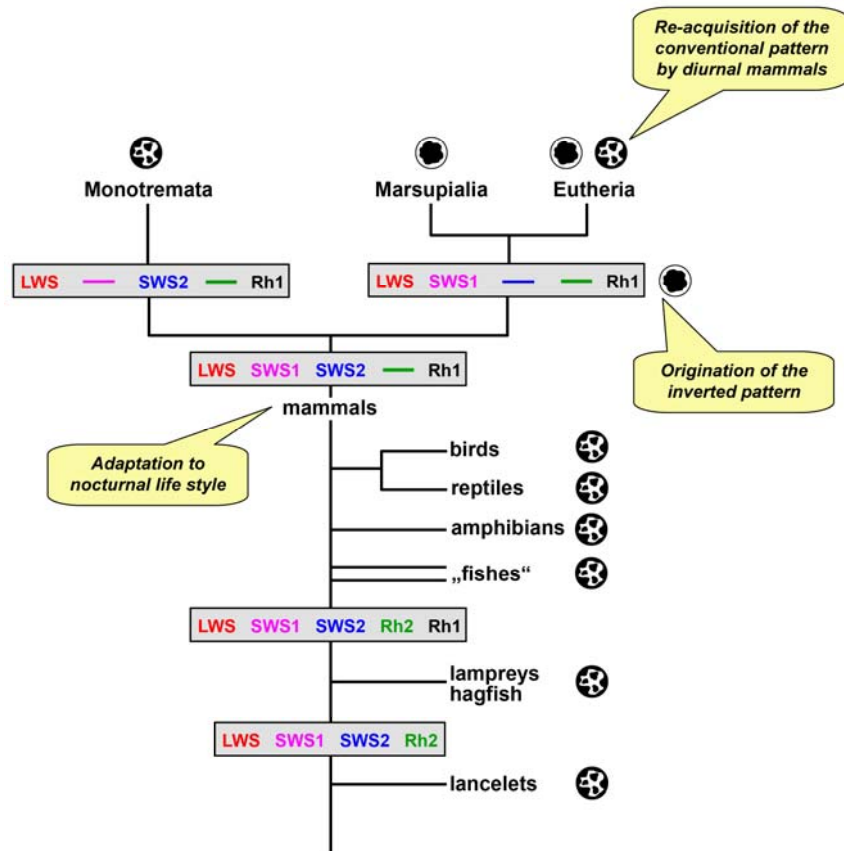 Re-acquisition of the
conventional pattern
by diurnal mammals
Monotremata
Marsupialia
Eutheria
LWS — SWS2 — Rh1
LWS SWS1 — — Rh1
LWS SWS1 SWS2 — Rh1
Origination of the
inverted pattern
mammals
Adaptation to
nocturnal life style
birds
reptiles
amphibians
„fishes“
LWS SWS1 SWS2 Rh2 Rh1
lampreys
hagfish
LWS SWS1 SWS2 Rh2
lancelets